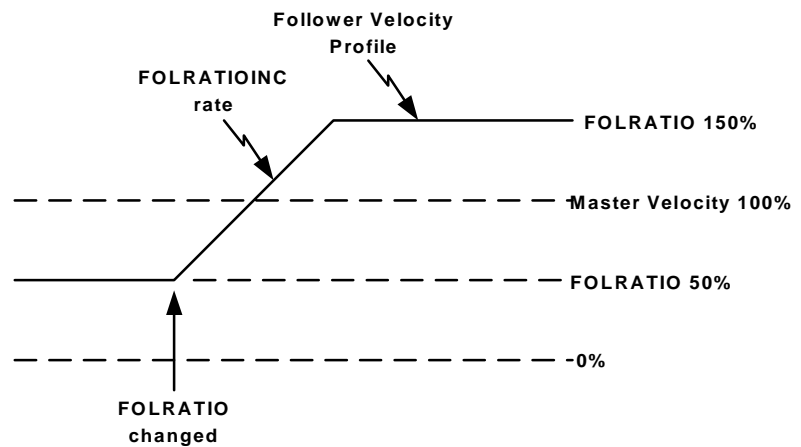 Follower Velocity
Profile
FOLRATIOINC
rate
FOLRATIO 150%
Master Velocity 100%
FOLRATIO 50%
0%
FOLRATIO
changed